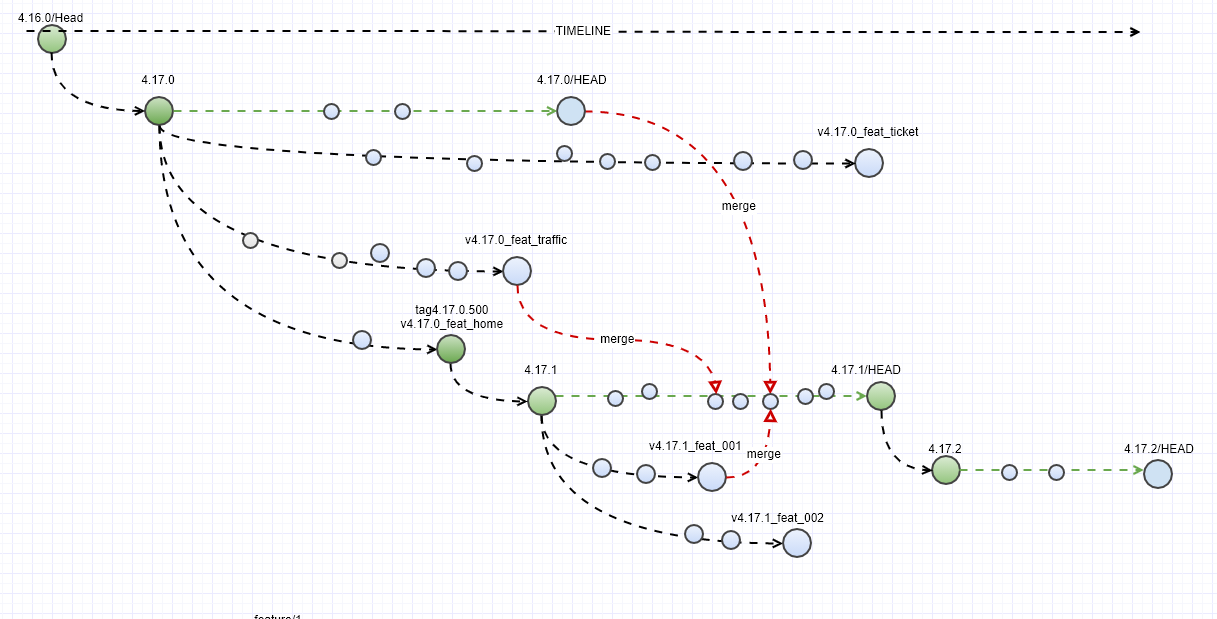 4.16.0/Head
TIMELINE
4.17.0
4.17.0/HEAD
v4.17.0_feat_ticket
merge
v4.17.0_feat_traffic
tag4.17.0.500
v4.17.0_feat_home
merge
4.17.1
4.17.1/HEAD
v4.17.1_feat_001
merge
4.17.2
4.17.2/HEAD
v4.17.1_feat_002
feature/1